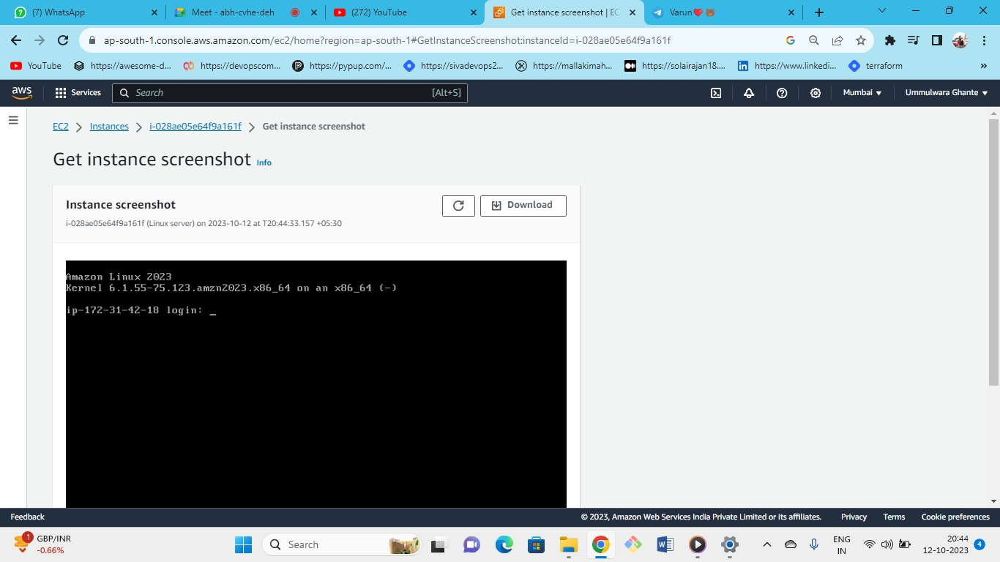 (7) WhatsApp
Meet - abh-cvhe-deh
(272) YouTube
Get instance screenshot | EC
Varun❤️ 🐻
ap-south-1.console.aws.amazon.com/ec2/home?region=ap-south-1#GetInstanceScreenshot:instanceId=i-028ae05e64f9a161f
YouTube
https://awesome-d...
https://devopscom...
https://pypup.com/...
https://sivadevops2...
https://mallakimah...
https://solairajan18....
https://www.linkedi...
terraform
aws
Services
Search
[Alt+S]
Mumbai
Ummulwara Ghante
EC2
Instances
i-028ae05e64f9a161f
Get instance screenshot
Get instance screenshot Info
Instance screenshot
Download
i-028ae05e64f9a161f (Linux server) on 2023-10-12 at T20:44:33.157 +05:30
Amazon Linux 2023
Kernel 6.1.55-75.123.amzn2023.x86_64 on an x86_64 (-)
ip-172-31-42-18 login: _
Feedback
© 2023, Amazon Web Services India Private Limited or its affiliates.
Privacy
Terms
Cookie preferences
1
GBP/INR
-0.66%
Search
ENG
IN
20:44
12-10-2023
4